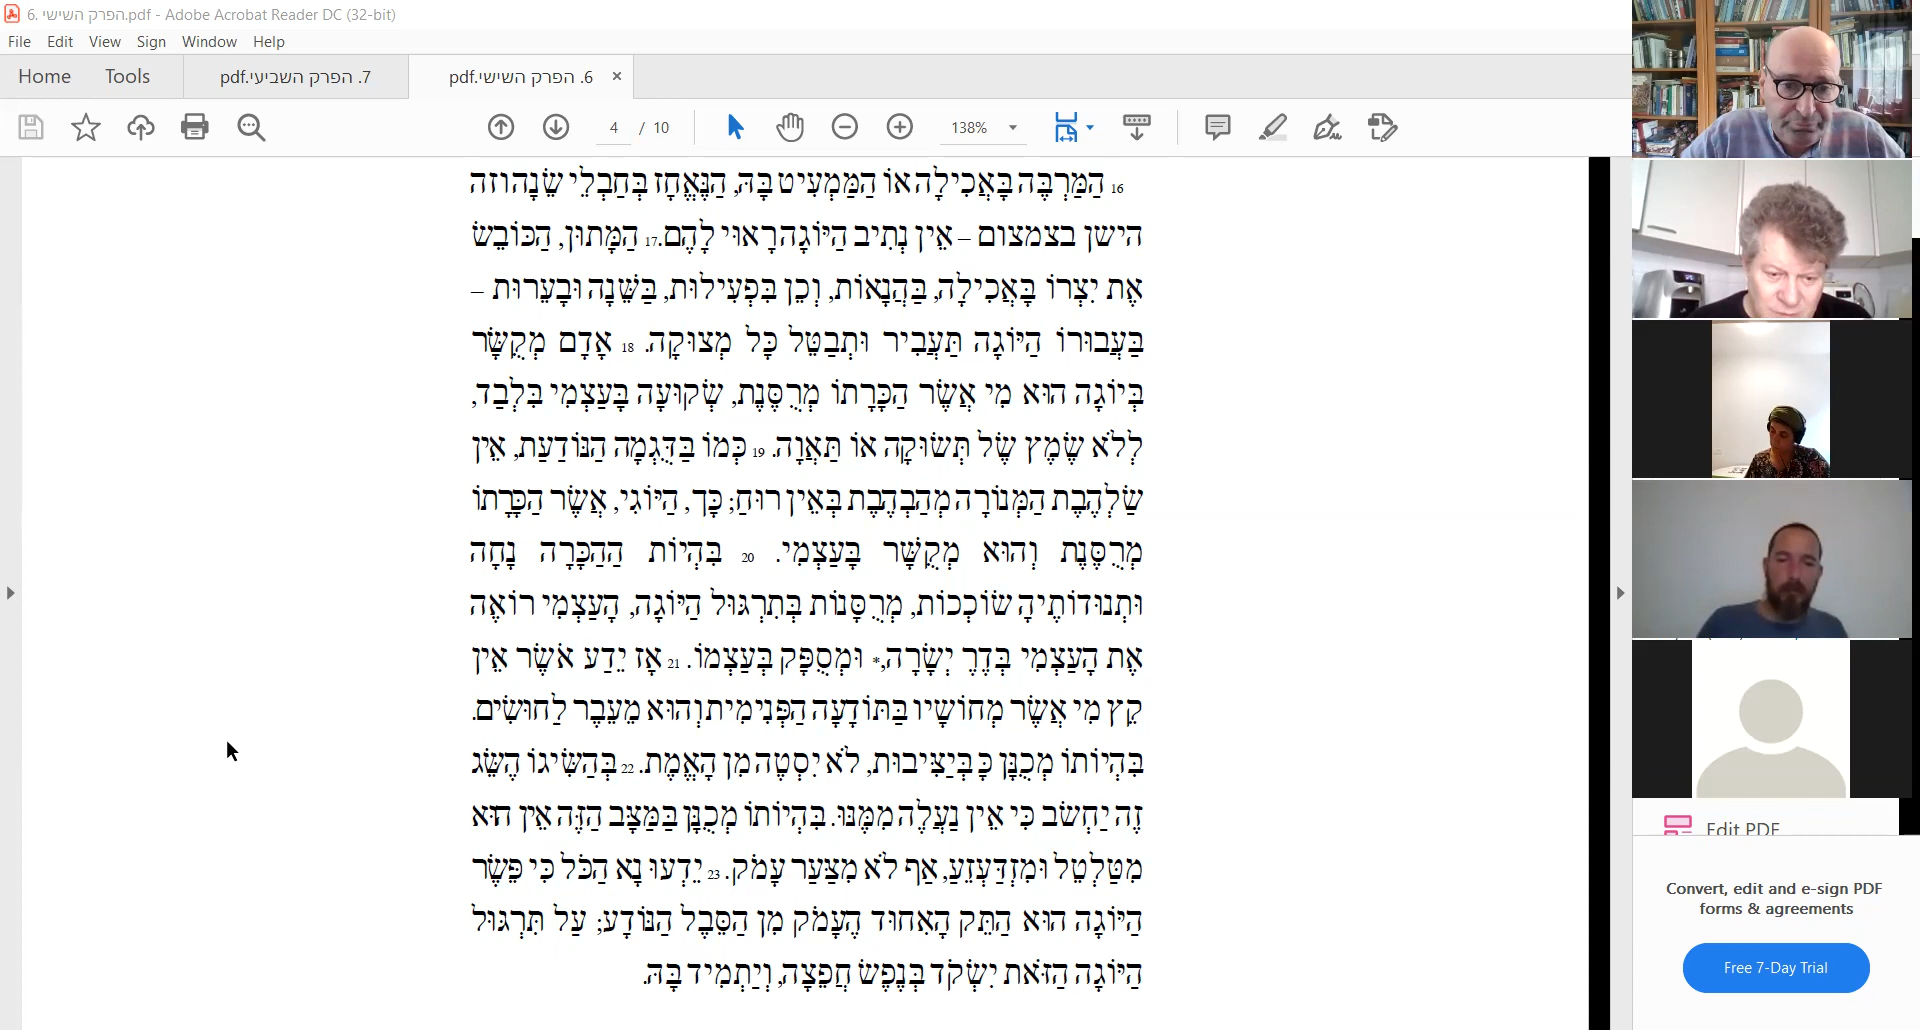 6. הפרק השישי.pdf - Adobe Acrobat Reader DC (32-bit)
File Edit View Sign Window Help
Home Tools 7. הפרק השביעי.pdf 6. הפרק השישי.pdf ×
4 / 10 138%
16 הַמַּרְבֶּה בָּאֲכִילָה אוֹ הַמַּמְעִיט בָּהּ, הַנֶּאֱחָז בְּחַבְלֵי שֵׁנָה וזה
הישן בצמצום – אֵין נְתִיב הַיּוֹגָה רָאוּי לָהֶם. 17 הַמָּתוּן, הַכּוֹבֵשׁ
אֶת יִצְרוֹ בָּאֲכִילָה, בַּהֲנָאוֹת, וְכֵן בִּפְעִילוּת, בַּשֵּׁנָה וּבָעֵרוּת –
בַּעֲבוּרוֹ הַיּוֹגָה תַּעֲבִיר וּתְבַטֵּל כָּל מְצוּקָה. 18 אָדָם מְקֻשָּׁר
בְּיוֹגָה הוּא מִי אֲשֶׁר הַכָּרָתוֹ מְרֻסֶּנֶת, שְׁקוּעָה בָּעַצְמִי בִּלְבַד,
לְלֹא שֶׁמֶץ שֶׁל תְּשׁוּקָה אוֹ תַּאֲוָה. 19 כְּמוֹ בַּדֻּגְמָה הַנּוֹדַעַת, אֵין
שַׁלְהֶבֶת הַמְּנוֹרָה מְהַבְהֶבֶת בְּאֵין רוּחַ; כָּך, הַיּוֹגִי, אֲשֶׁר הַכָּרָתוֹ
מְרֻסֶּנֶת וְהוּא מְקֻשָּׁר בָּעַצְמִי. 20 בִּהְיוֹת הַהַכָּרָה נָחָה
וּתְנוּדוֹתֶיהָ שׁוֹכְכוֹת, מְרֻסָּנוֹת בְּתִרְגּוּל הַיּוֹגָה, הָעַצְמִי רוֹאֶה
אֶת הָעַצְמִי בְּדֶרֶ יְשָׁרָה,* וּמְסֻפָּק בְּעַצְמוֹ. 21 אָז יֵדַע אֹשֶׁר אֵין
קֵץ מִי אֲשֶׁר מְחוֹשָׁיו בַּתּוֹדָעָה הַפְּנִימִית וְהוּא מֵעֵבֶר לַחוּשִׁים.
בִּהְיוֹתוֹ מְכֻנָּן כָּ בְּיַצִּיבוּת, לֹא יִסְטֶה מִן הָאֱמֶת. 22 בְּהַשִּׂיגוֹ הֶשֵּׂג
זֶה יַחְשֹׁב כִּי אֵין נַעֲלֶה מִמֶּנּוּ. בִּהְיוֹתוֹ מְכֻנָּן בַּמַּצָּב הַזֶּה אֵין הוּא
מִטַּלְטֵל וּמִזְדַּעְזֵעַ, אַף לֹא מִצַּעַר עָמֹק. 23 יֵדְעוּ נָא הַכֹּל כִּי פֵּשֶׁר
הַיּוֹגָה הוּא הַתֵּק הָאִחוּד הֶעָמֹק מִן הַסֵּבֶל הַנּוֹדָע; עַל תִּרְגּוּל
הַיּוֹגָה הַזֹּאת יִשְׁקֹד בְּנֶפֶשׁ חֲפֵצָה, וְיַתְמִיד בָּהּ.
Edit PDF
Convert, edit and e-sign PDF
forms & agreements
Free 7-Day Trial